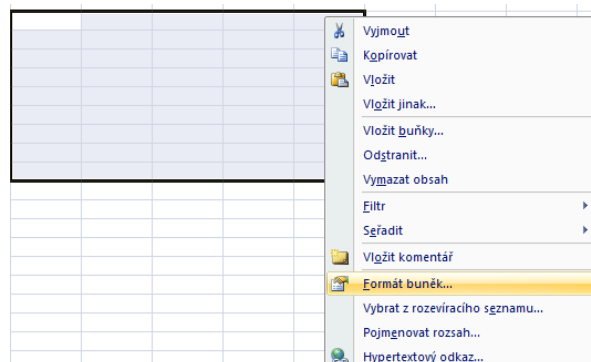 Vyjmout
Kopírovat
Vložit
Vložit jinak...
Vložit buňky...
Odstranit...
Vymazat obsah
Filtr
Seřadit
Vložit komentář
Formát buněk...
Vybrat z rozevíracího seznamu...
Pojmenovat rozsah...
Hypertextový odkaz...